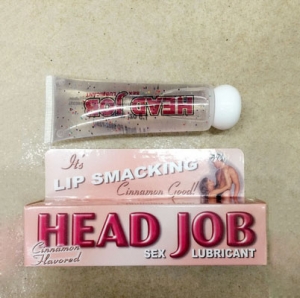 HEAD JOB
It's
LIP SMACKING
Cinnamon Good!
HEAD JOB
Cinnamon
Flavored
SEX LUBRICANT